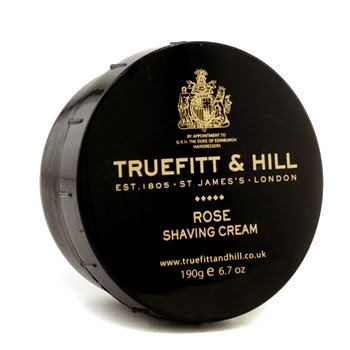 BY APPOINTMENT TO
H.R.H. THE DUKE OF EDINBURGH
HAIRDRESSERS
TRUEFITT & HILL
EST. 1805 - ST JAMES'S - LONDON
ROSE
SHAVING CREAM
www.truefittandhill.co.uk
190g e 6.7 oz